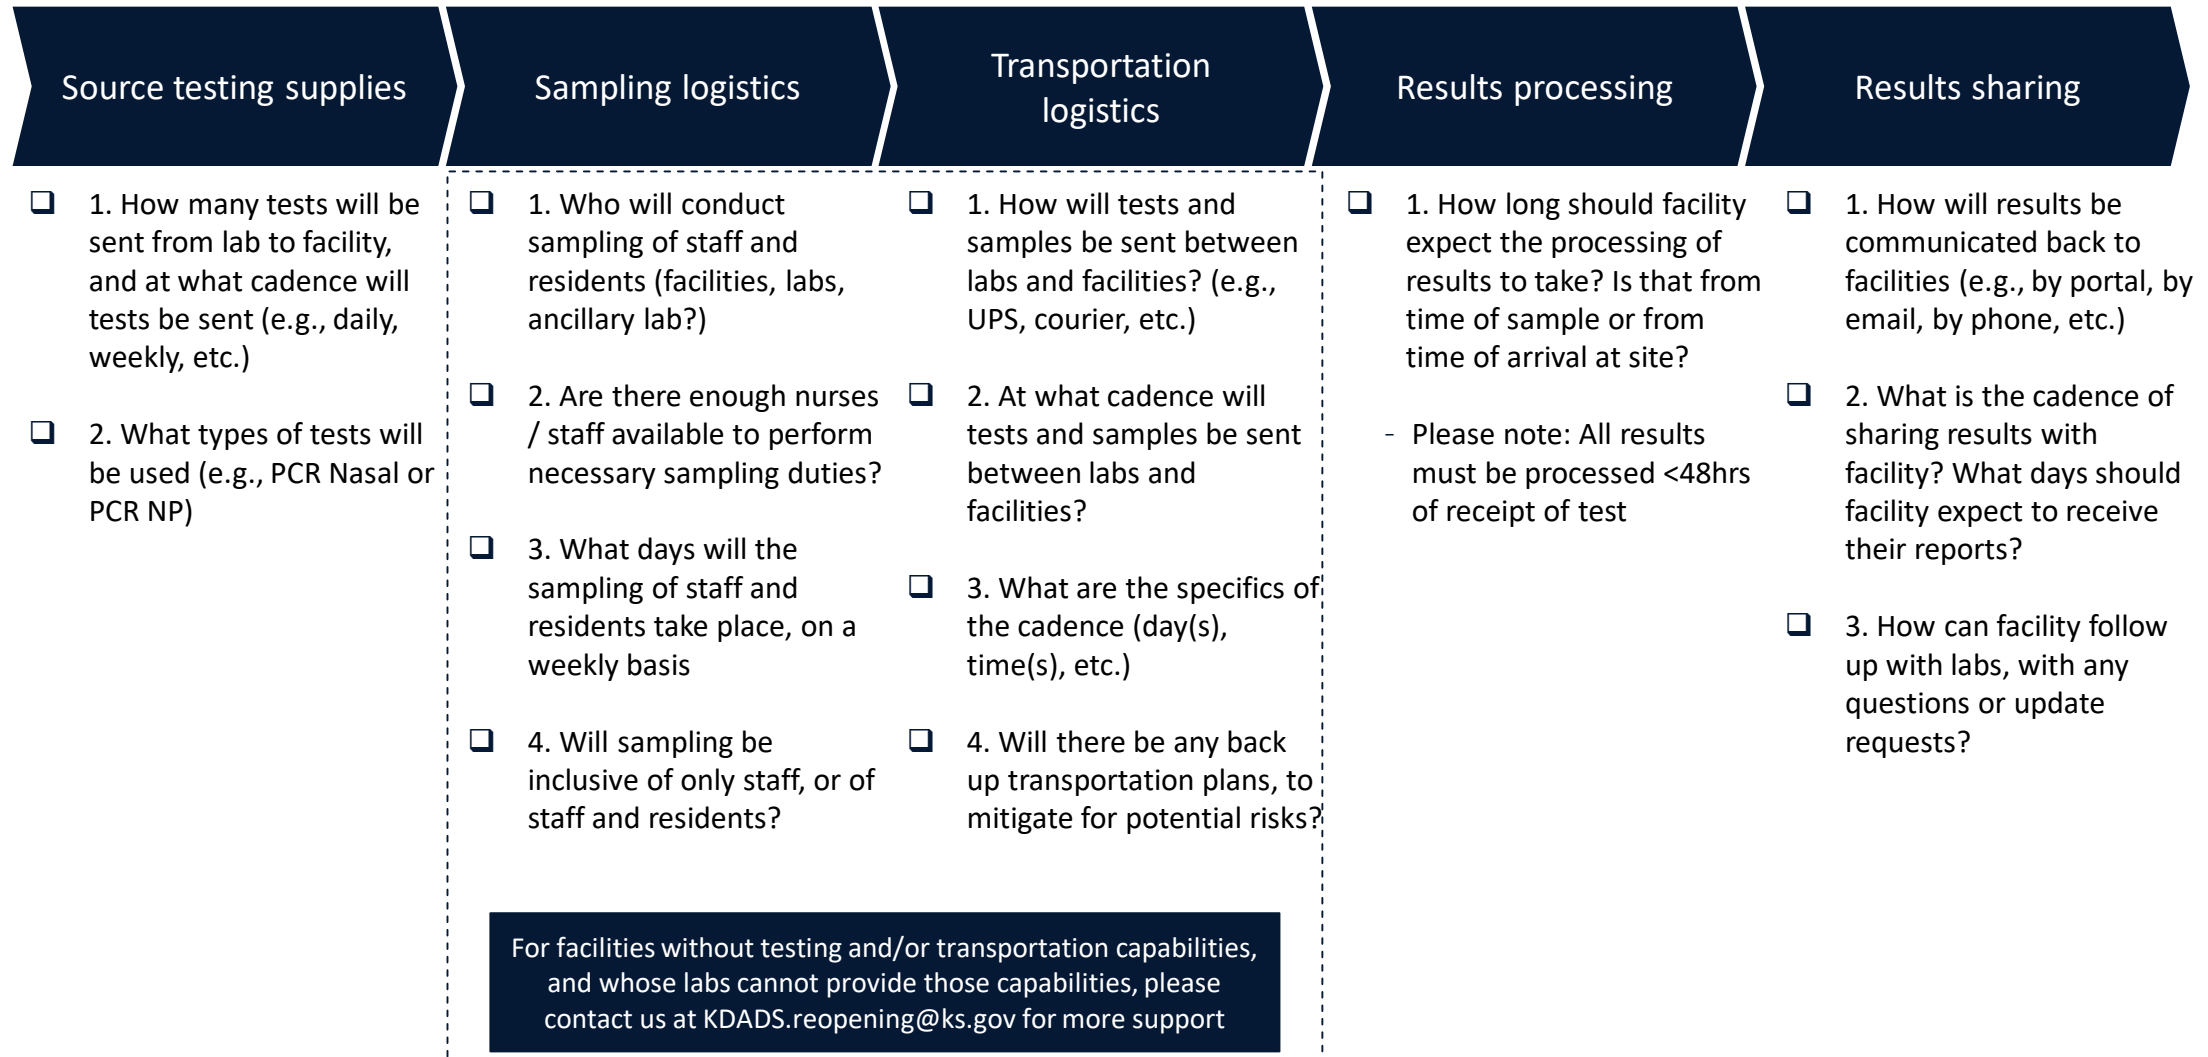 Source testing supplies
Sampling logistics
Transportation
logistics
Results processing
Results sharing
1. How many tests will be
sent from lab to facility,
and at what cadence will
tests be sent (e.g., daily,
weekly, etc.)
2. What types of tests will
be used (e.g., PCR Nasal or
PCR NP)
1. Who will conduct
sampling of staff and
residents (facilities, labs,
ancillary lab?)
2. Are there enough nurses
/ staff available to perform
necessary sampling duties?
3. What days will the
sampling of staff and
residents take place, on a
weekly basis
4. Will sampling be
inclusive of only staff, or of
staff and residents?
1. How will tests and
samples be sent between
labs and facilities? (e.g.,
UPS, courier, etc.)
2. At what cadence will
tests and samples be sent
between labs and
facilities?
3. What are the specifics of
the cadence (day(s),
time(s), etc.)
4. Will there be any back
up transportation plans, to
mitigate for potential risks?
For facilities without testing and/or transportation capabilities,
and whose labs cannot provide those capabilities, please
contact us at KDADS.reopening@ks.gov for more support
1. How long should facility
expect the processing of
results to take? Is that from
time of sample or from
time of arrival at site?
- Please note: All results
must be processed <48hrs
of receipt of test
1. How will results be
communicated back to
facilities (e.g., by portal, by
email, by phone, etc.)
2. What is the cadence of
sharing results with
facility? What days should
facility expect to receive
their reports?
3. How can facility follow
up with labs, with any
questions or update
requests?